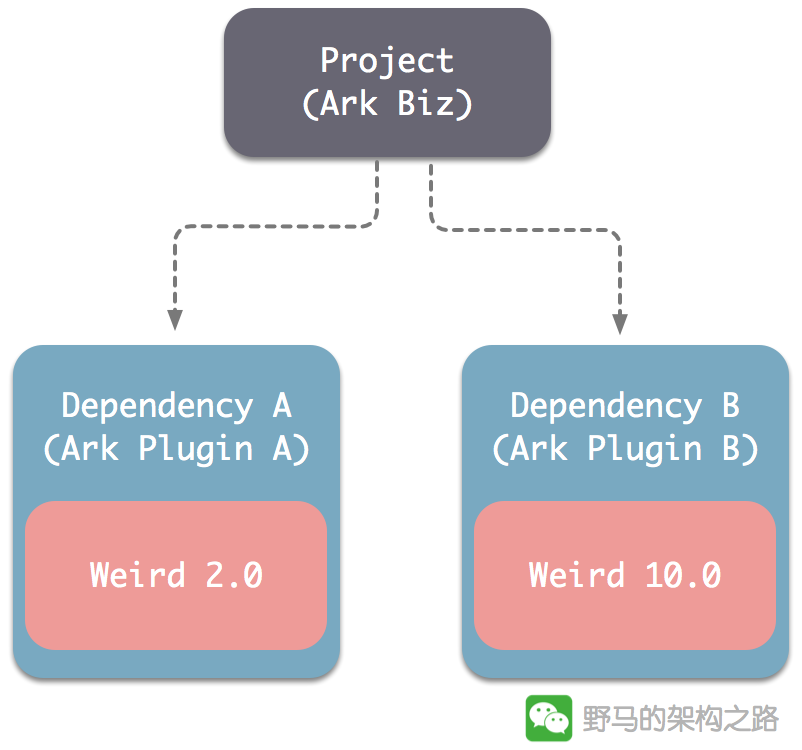 Project
(Ark Biz)
Dependency A
(Ark Plugin A)
Weird 2.0
Dependency B
(Ark Plugin B)
Weird 10.0
野马的架构之路